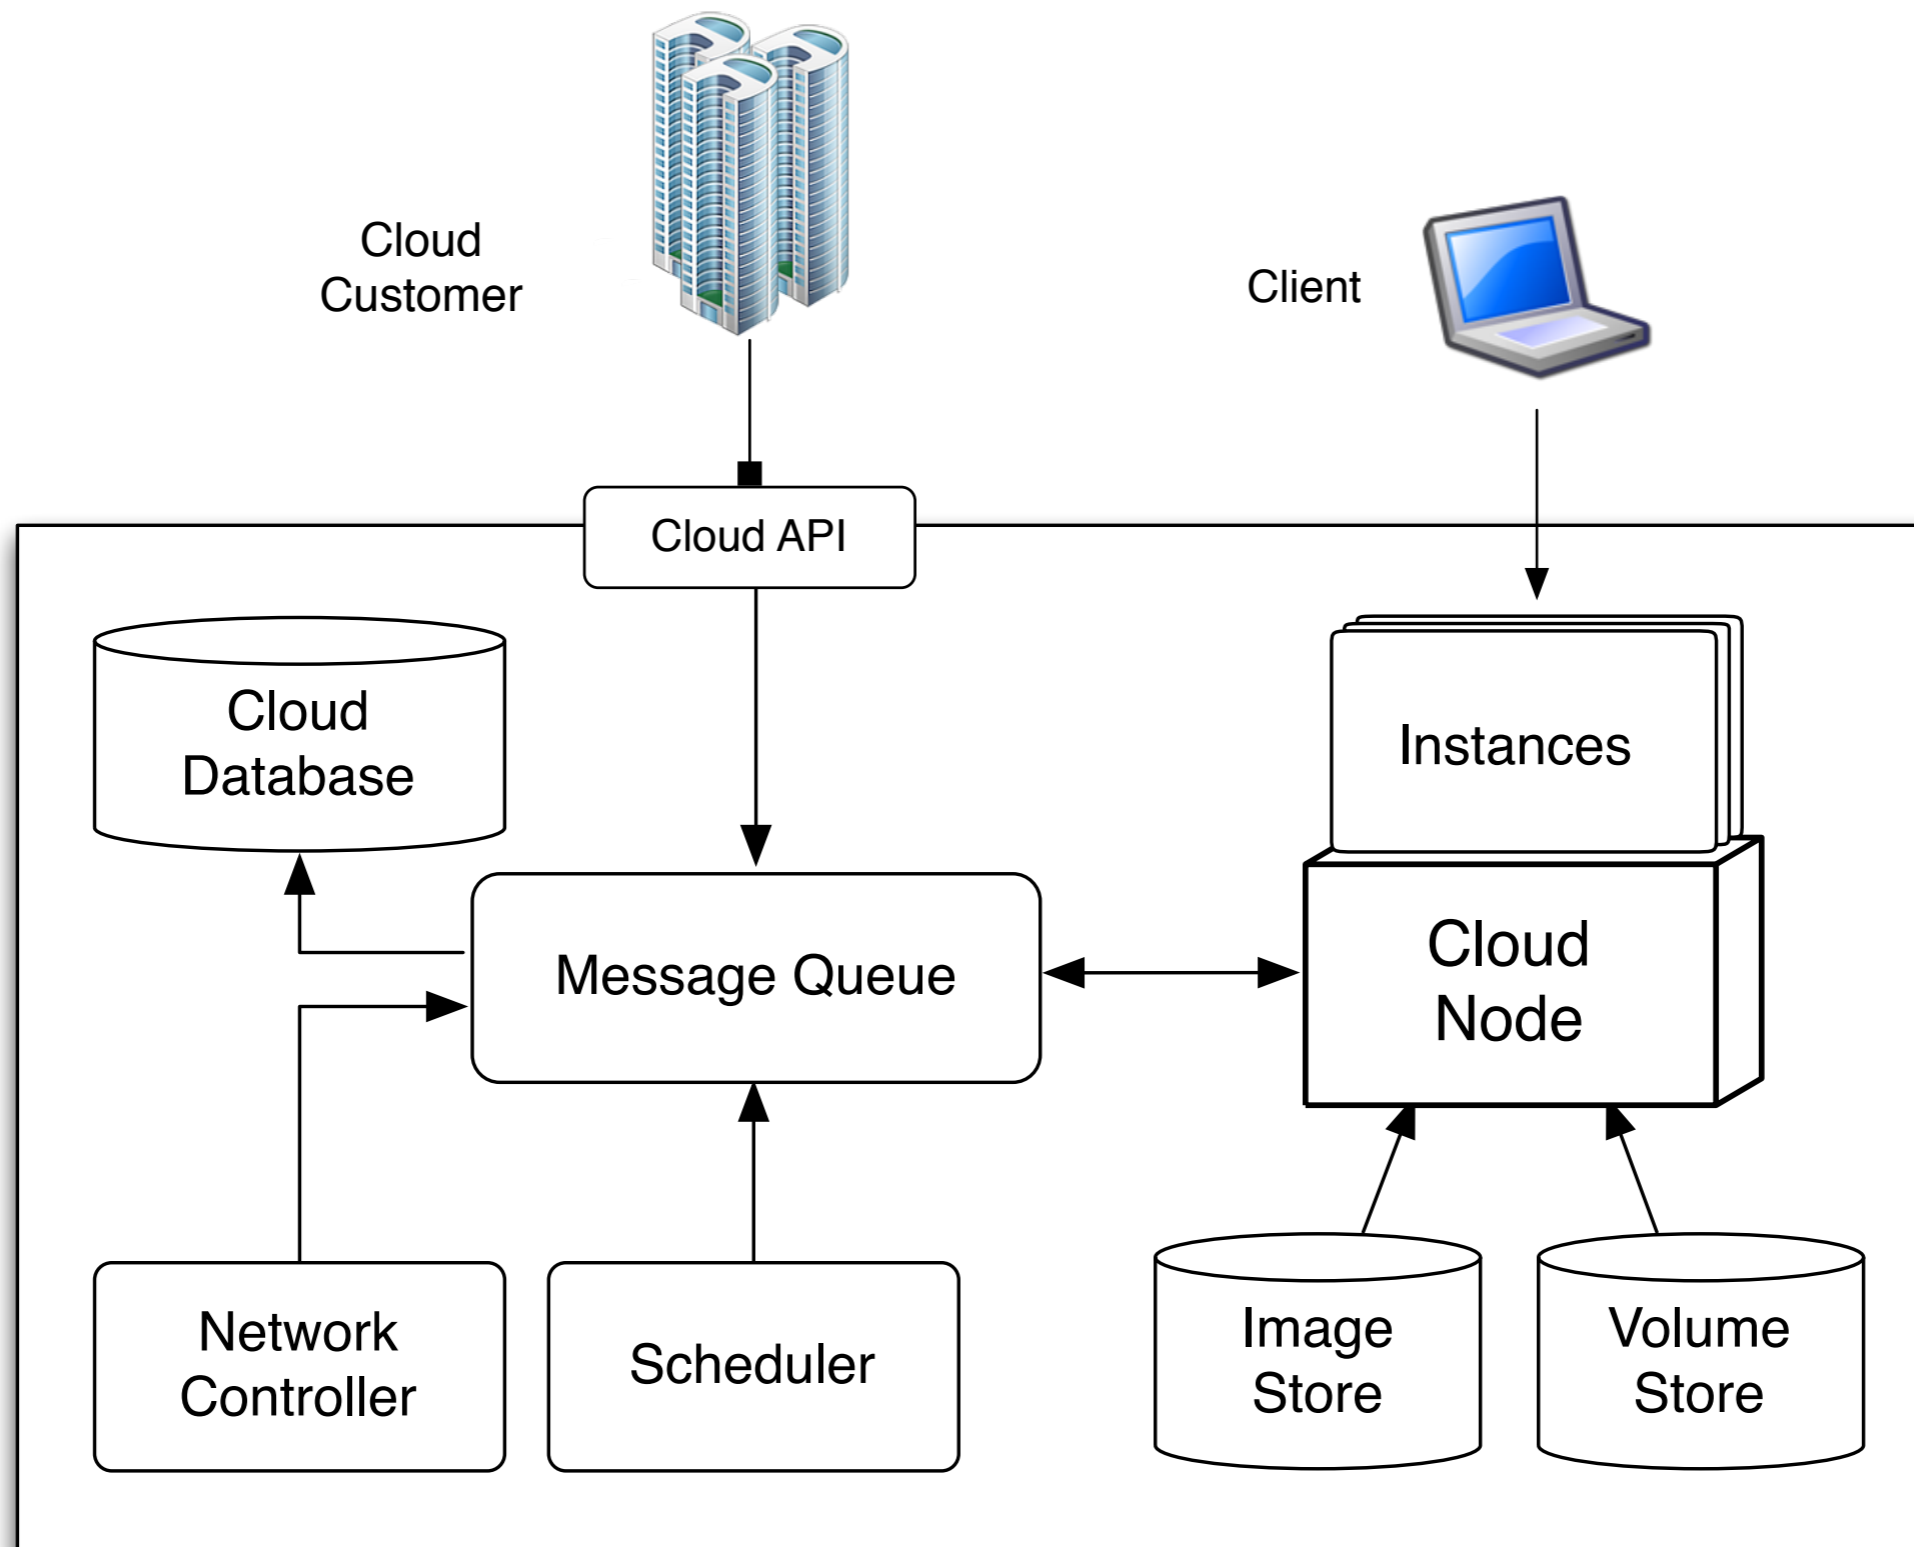 Cloud
Customer
Client
Cloud API
Cloud
Database
Instances
Message Queue
Cloud
Node
Network
Controller
Scheduler
Image
Store
Volume
Store